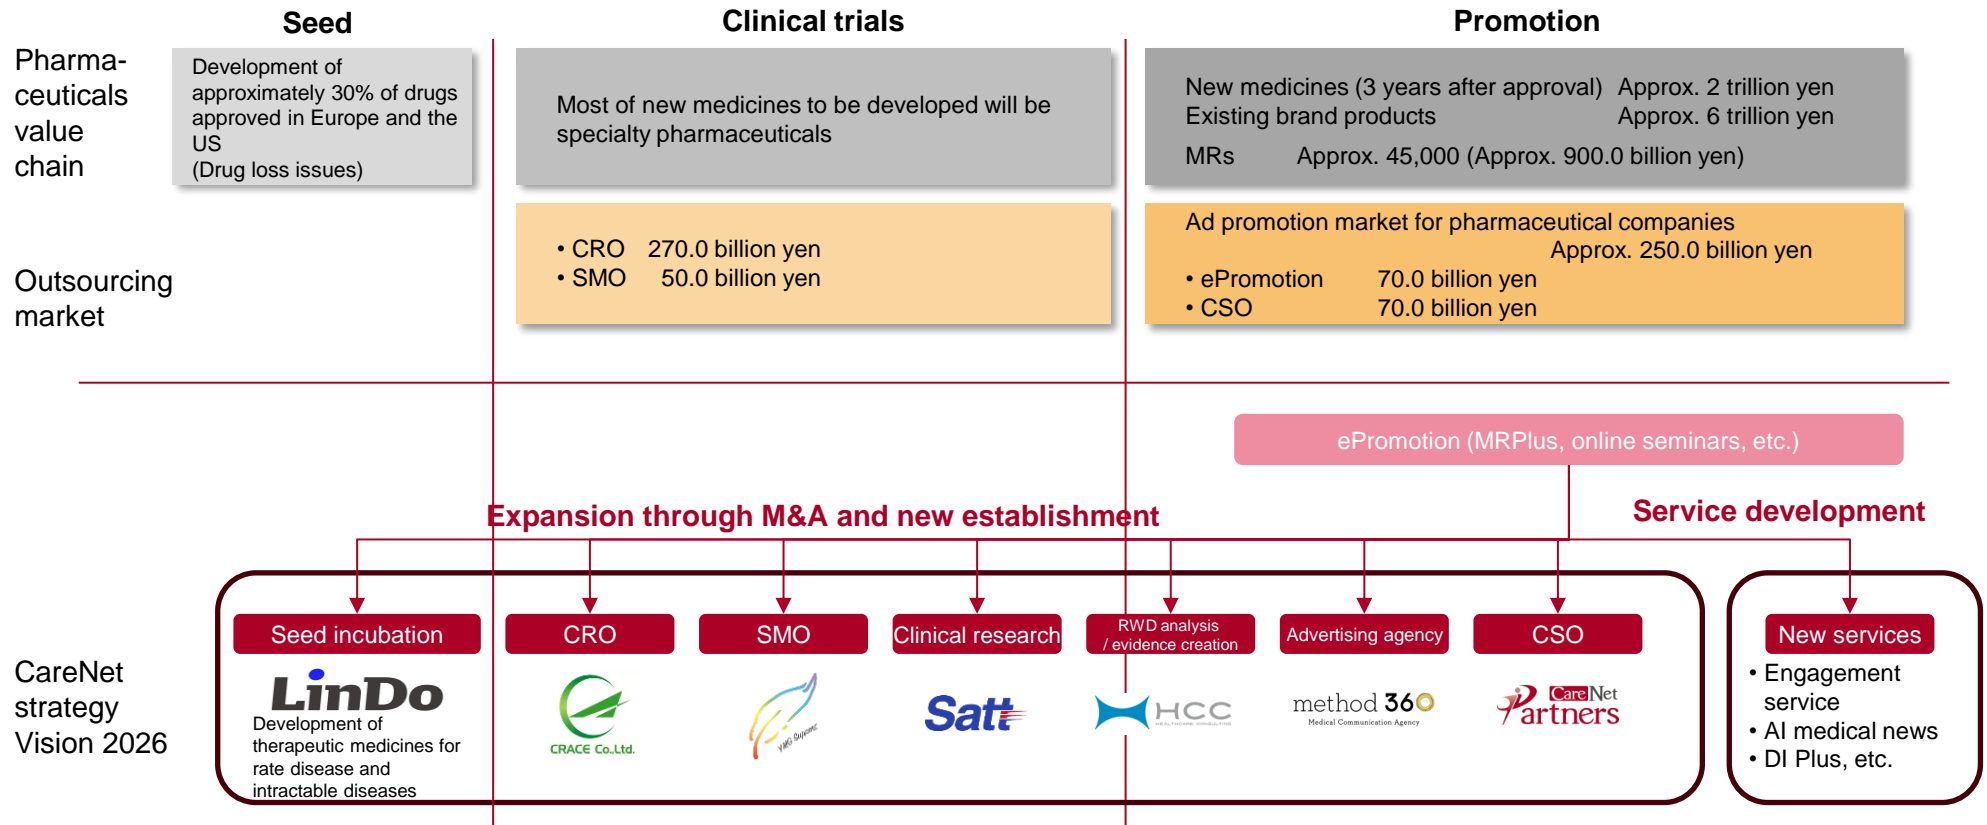 Seed
Clinical trials
Promotion
Pharma-
ceuticals
value
chain
Development of
approximately 30% of drugs
approved in Europe and the
US
(Drug loss issues)
Most of new medicines to be developed will be
specialty pharmaceuticals
New medicines (3 years after approval) Approx. 2 trillion yen
Existing brand products Approx. 6 trillion yen
MRs Approx. 45,000 (Approx. 900.0 billion yen)
Outsourcing
market
• CRO 270.0 billion yen
• SMO 50.0 billion yen
Ad promotion market for pharmaceutical companies
Approx. 250.0 billion yen
• ePromotion 70.0 billion yen
• CSO 70.0 billion yen
ePromotion (MRPlus, online seminars, etc.)
Expansion through M&A and new establishment
Service development
CareNet
strategy
Vision 2026
Seed incubation
LinDo
Development of
therapeutic medicines for
rate disease and
intractable diseases
CRO
CRACE Co.,Ltd.
SMO
YMG Support
Clinical research
Satt
RWD analysis
/ evidence creation
HCC
HEALTHCARE CONSULTING
Advertising agency
method 360
Medical Communication Agency
CSO
CareNet
Partners
New services
• Engagement
service
• AI medical news
• DI Plus, etc.